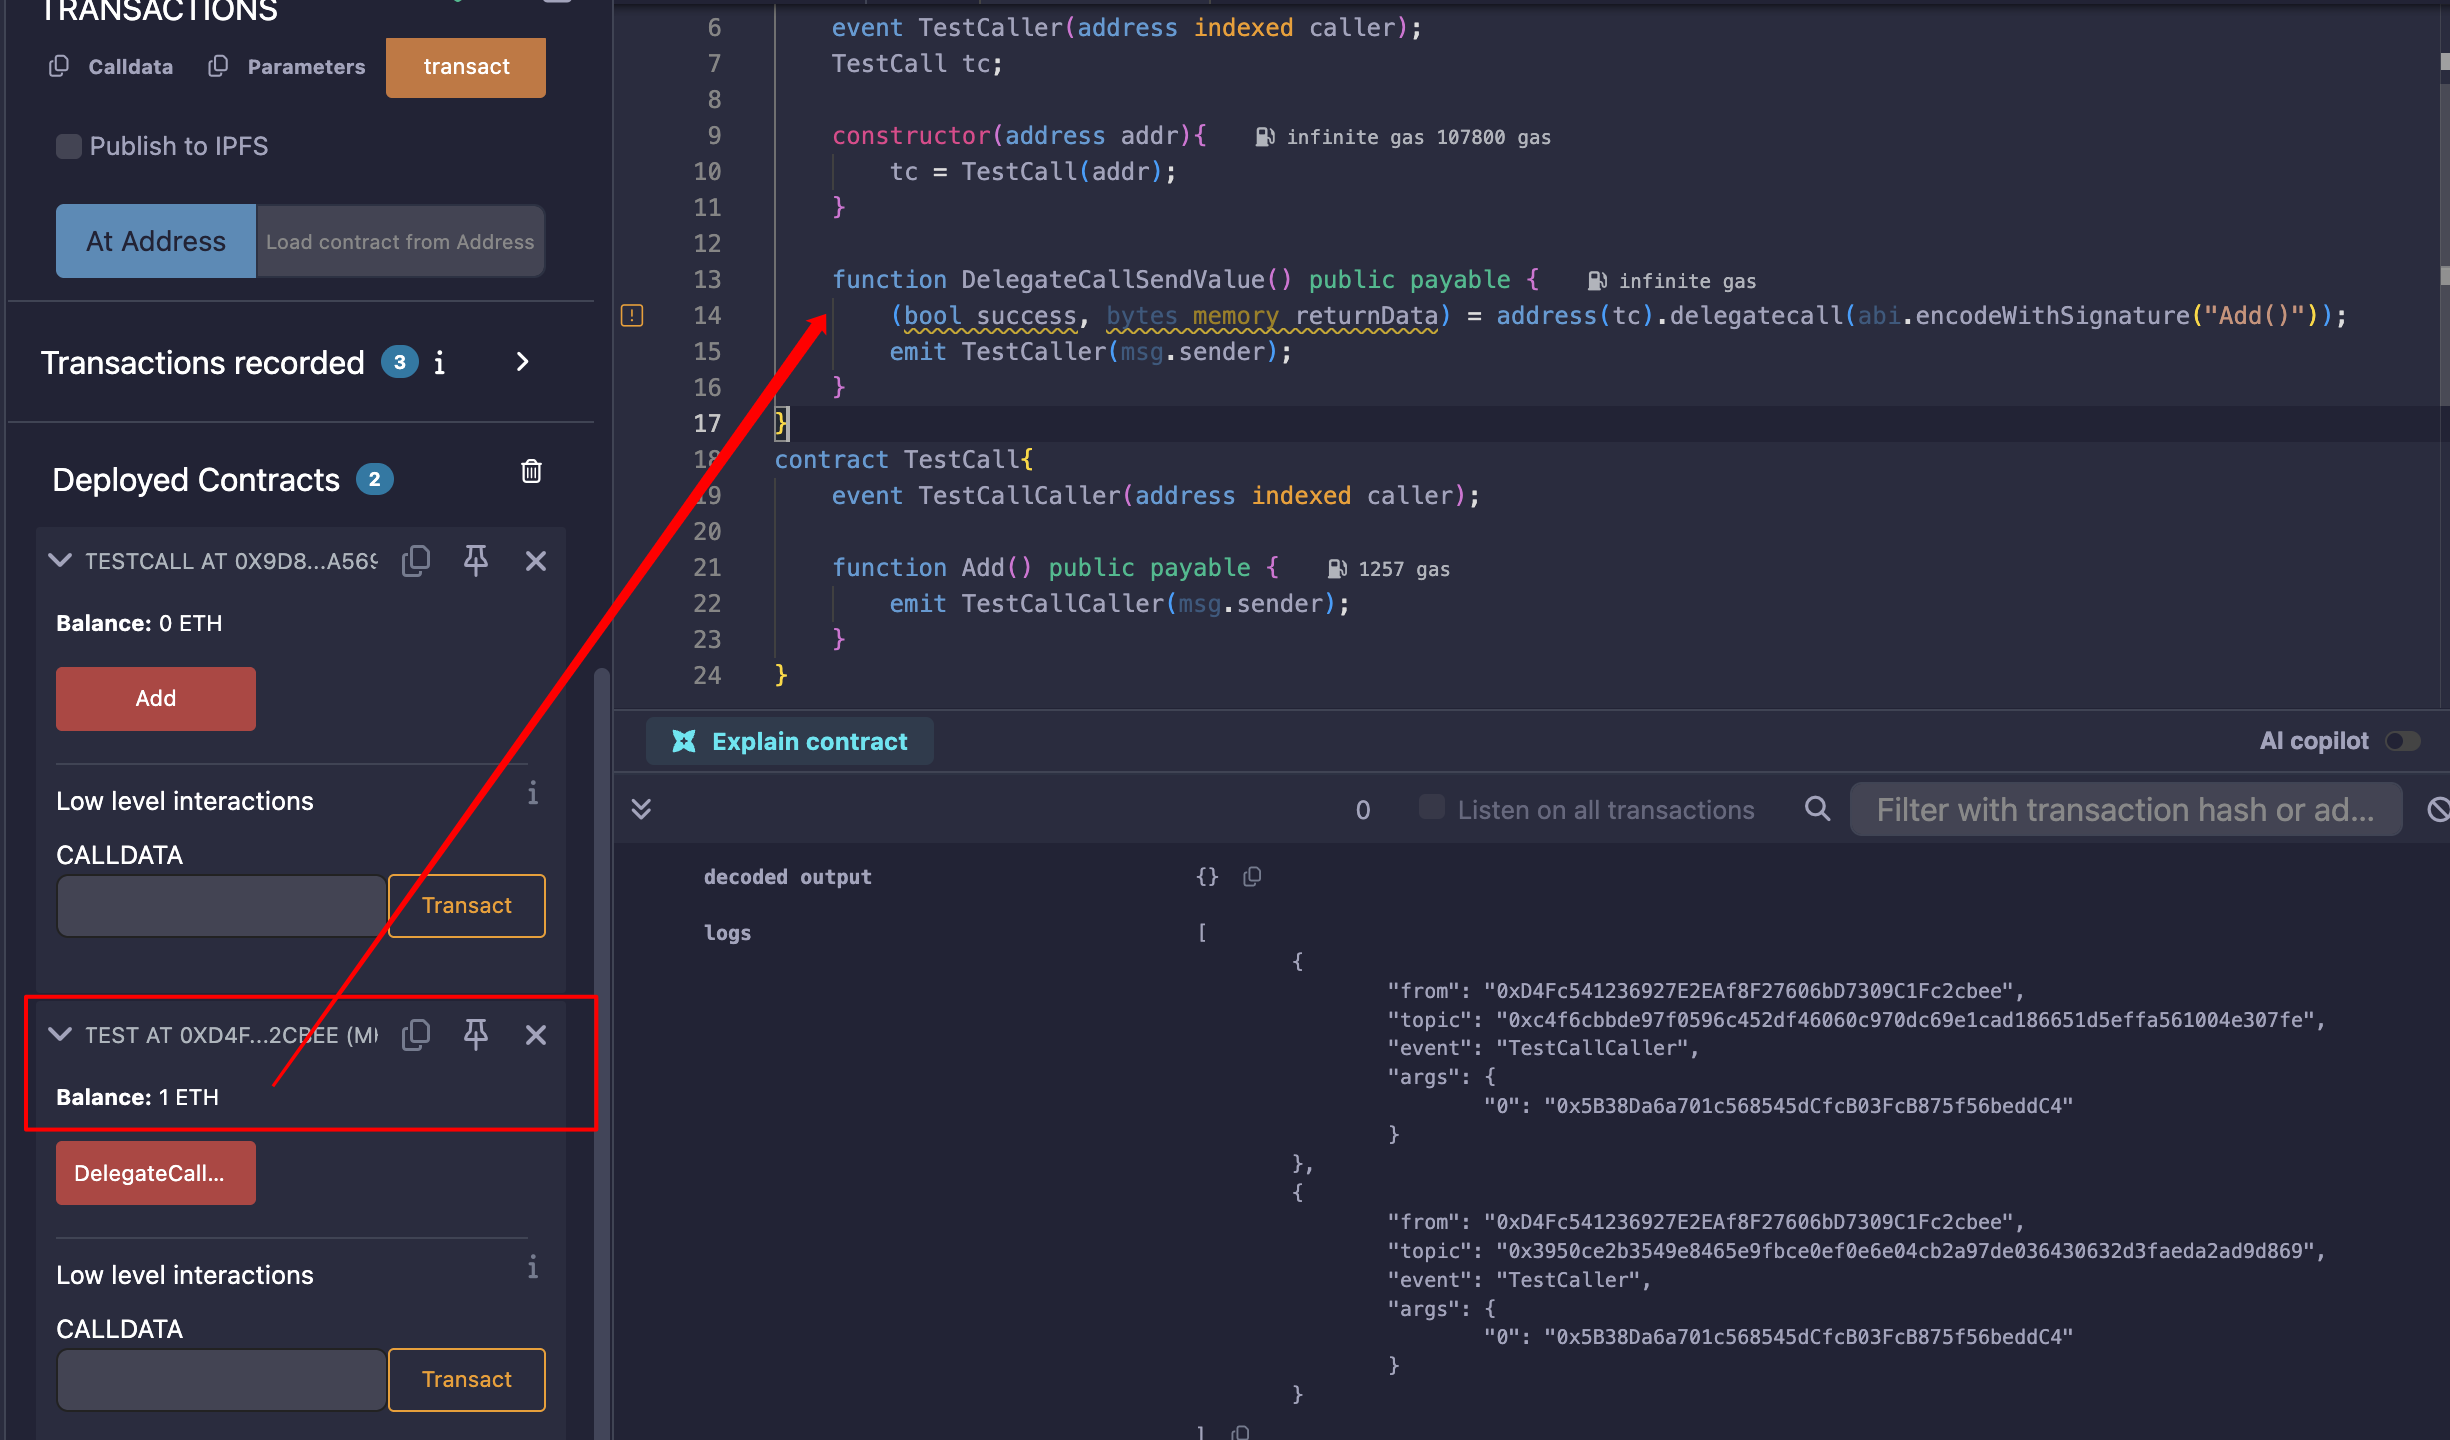 TRANSACTIONS
Calldata Parameters transact
Publish to IPFS
At Address Load contract from Address
Transactions recorded 3 i
Deployed Contracts 2
TESTCALL AT 0X9D8...A569
Balance: 0 ETH
Add
Low level interactions i
CALLDATA
Transact
TEST AT 0XD4F...2CBEE (M
Balance: 1 ETH
DelegateCall...
Low level interactions i
CALLDATA
Transact
6 event TestCaller(address indexed caller);
7 TestCall tc;
8
9 constructor(address addr){ infinite gas 107800 gas
10 tc = TestCall(addr);
11 }
12
13 function DelegateCallSendValue() public payable { infinite gas
14 (bool success, bytes memory returnData) = address(tc).delegatecall(abi.encodeWithSignature("Add()"));
15 emit TestCaller(msg.sender);
16 }
17 }
18 contract TestCall{
19 event TestCallCaller(address indexed caller);
20
21 function Add() public payable { 1257 gas
22 emit TestCallCaller(msg.sender);
23 }
24 }
Explain contract AI copilot
0 Listen on all transactions Filter with transaction hash or ad...
decoded output {}
logs [
{
"from": "0xD4Fc541236927E2EAf8F27606bD7309C1Fc2cbee",
"topic": "0xc4f6cbbde97f0596c452df46060c970dc69e1cad186651d5effa561004e307fe",
"event": "TestCallCaller",
"args": {
"0": "0x5B38Da6a701c568545dCfcB03FcB875f56beddC4"
}
},
{
"from": "0xD4Fc541236927E2EAf8F27606bD7309C1Fc2cbee",
"topic": "0x3950ce2b3549e8465e9fbce0ef0e6e04cb2a97de036430632d3faeda2ad9d869",
"event": "TestCaller",
"args": {
"0": "0x5B38Da6a701c568545dCfcB03FcB875f56beddC4"
}
}
]